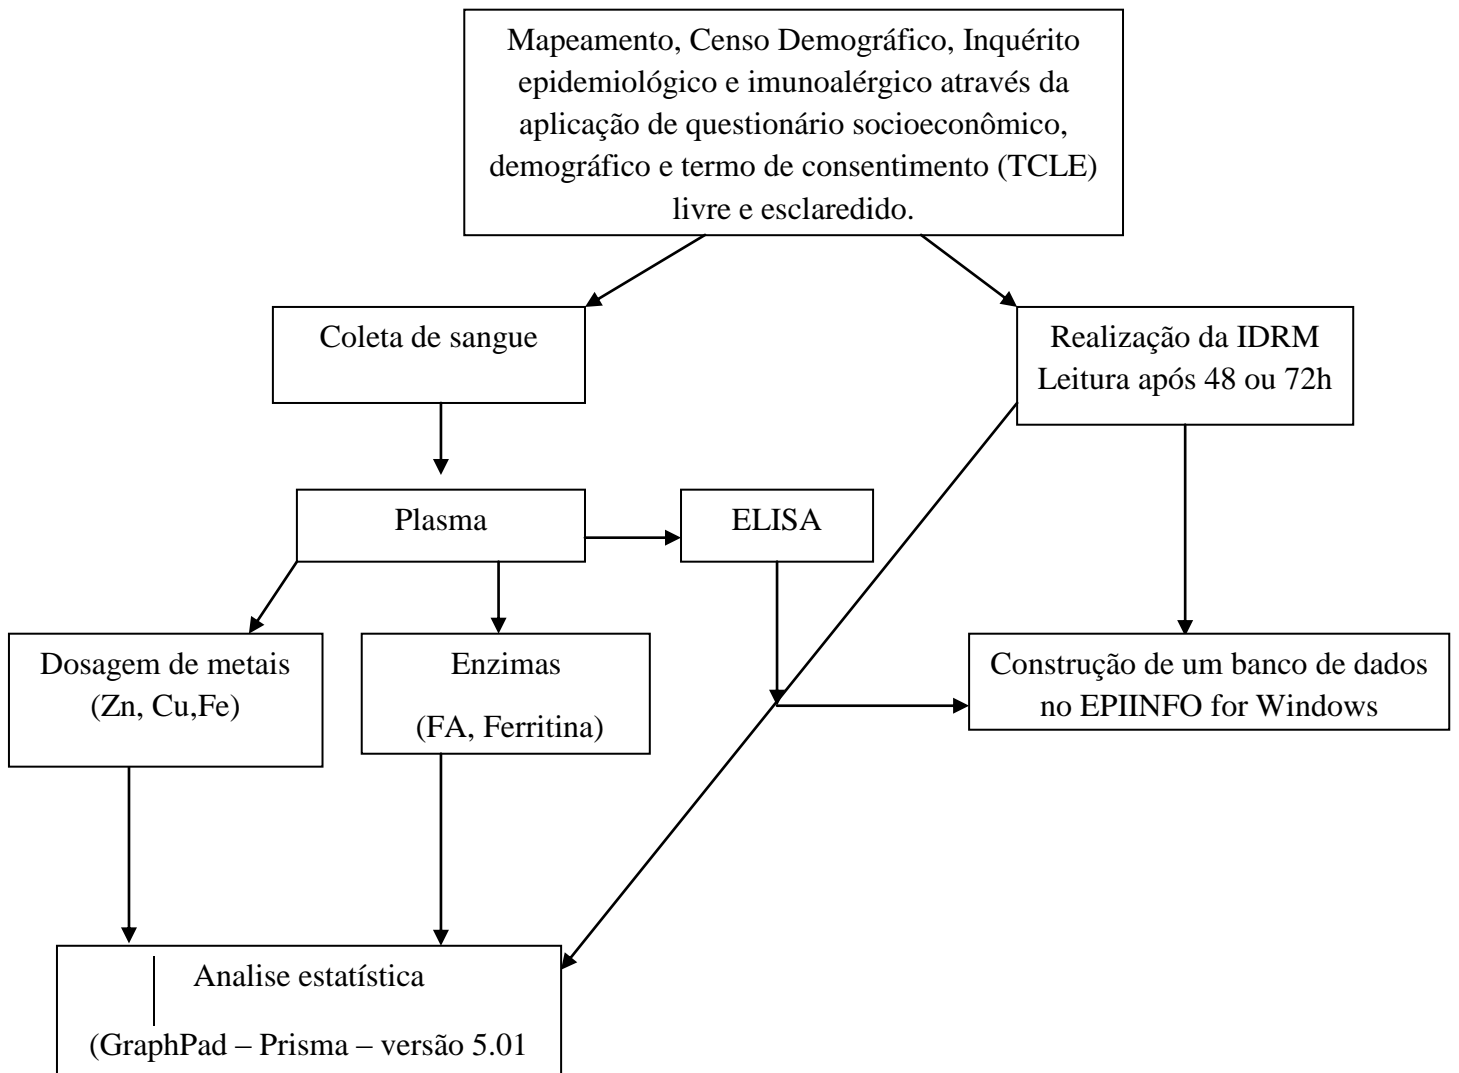 Mapeamento, Censo Demográfico, Inquérito
epidemiológico e imunoalérgico através da
aplicação de questionário socioeconômico,
demográfico e termo de consentimento (TCLE)
livre e esclaredido.
Coleta de sangue
Realização da IDRM
Leitura após 48 ou 72h
Plasma
ELISA
Dosagem de metais
(Zn, Cu,Fe)
Enzimas
(FA, Ferritina)
Construção de um banco de dados
no EPIINFO for Windows
Analise estatística
(GraphPad – Prisma – versão 5.01